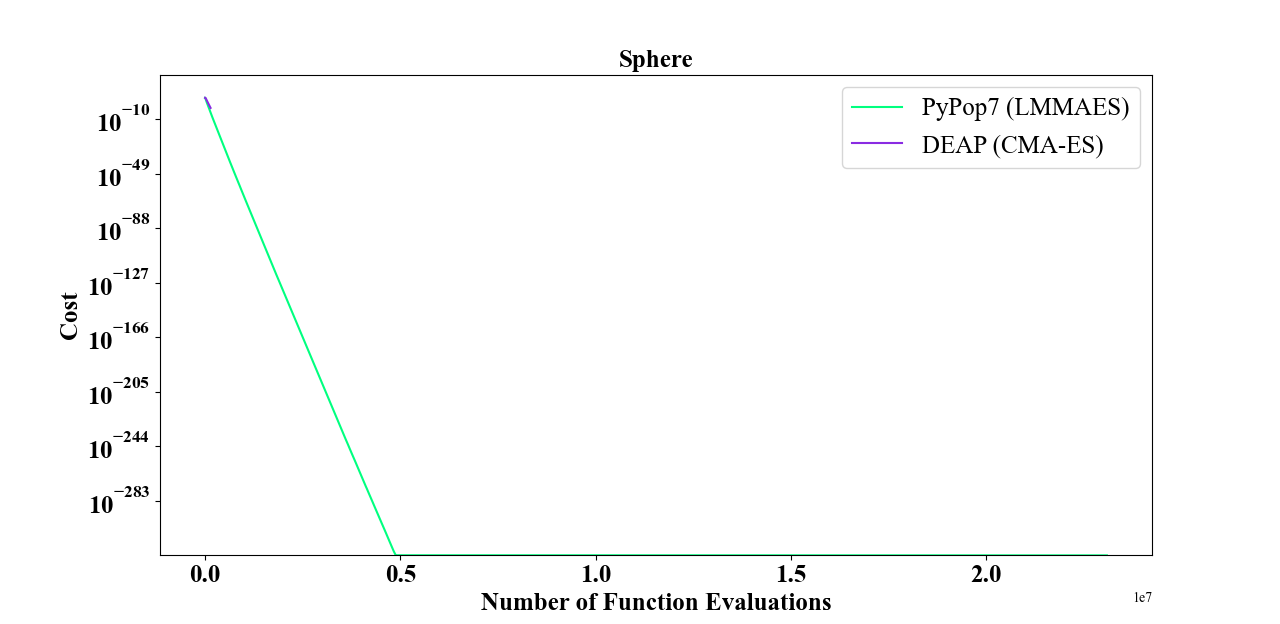 Sphere
PyPop7 (LMMAES)
DEAP (CMA-ES)
10⁻¹⁰
10⁻⁴⁹
10⁻⁸⁸
10⁻¹²⁷
10⁻¹⁶⁶
10⁻²⁰⁵
10⁻²⁴⁴
10⁻²⁸³
Cost
0.0 0.5 1.0 1.5 2.0
Number of Function Evaluations
1e7